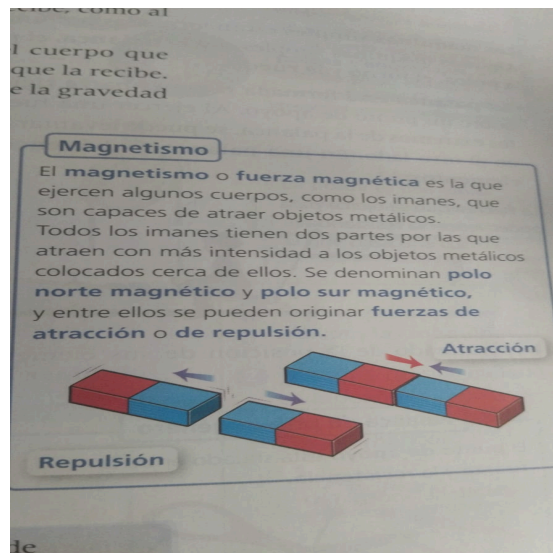 l cuerpo que
que la recibe.
e la gravedad
Magnetismo
El magnetismo o fuerza magnética es la que
ejercen algunos cuerpos, como los imanes, que
son capaces de atraer objetos metálicos.
Todos los imanes tienen dos partes por las que
atraen con más intensidad a los objetos metálicos
colocados cerca de ellos. Se denominan polo
norte magnético y polo sur magnético,
y entre ellos se pueden originar fuerzas de
atracción o de repulsión.
Atracción
Repulsión
de